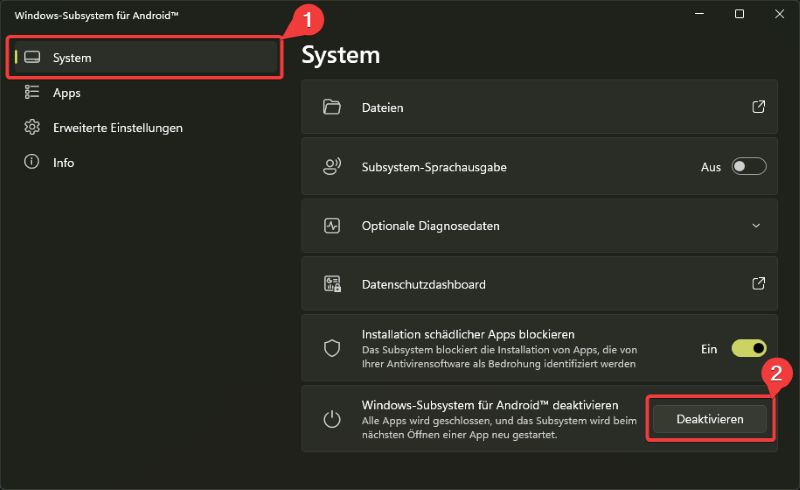 Windows-Subsystem für Android™
1
System
Apps
Erweiterte Einstellungen
Info
System
Dateien
Subsystem-Sprachausgabe
Aus
Optionale Diagnosedaten
Datenschutzdashboard
Installation schädlicher Apps blockieren
Das Subsystem blockiert die Installation von Apps, die von
Ihrer Antivirensoftware als Bedrohung identifiziert werden
Ein
2
Windows-Subsystem für Android™ deaktivieren
Alle Apps wird geschlossen, und das Subsystem wird beim
nächsten Öffnen einer App neu gestartet.
Deaktivieren